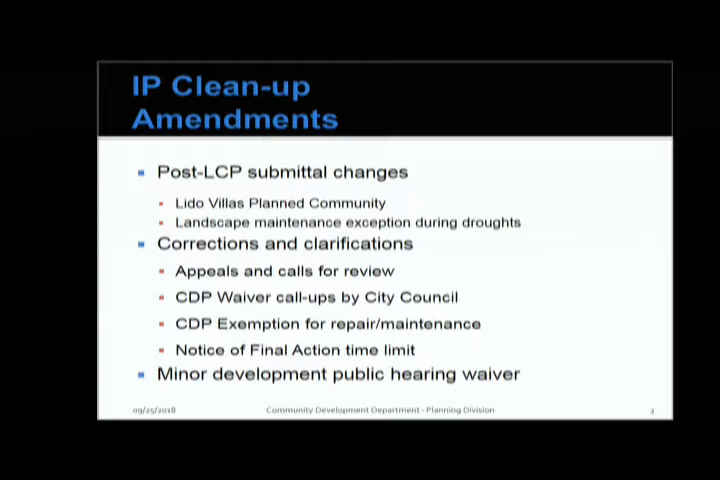 IP Clean-up
Amendments
Post-LCP submittal changes
Lido Villas Planned Community
Landscape maintenance exception during droughts
Corrections and clarifications
Appeals and calls for review
CDP Waiver call-ups by City Council
CDP Exemption for repair/maintenance
Notice of Final Action time limit
Minor development public hearing waiver
09/25/2018 Community Development Department - Planning Division 3